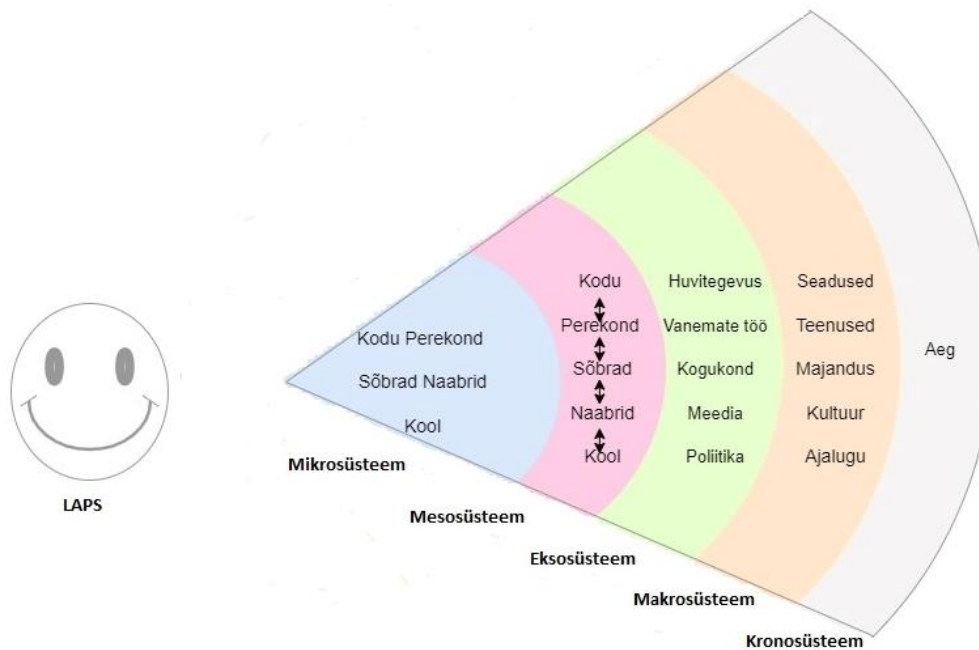 LAPS
Kodu Perekond
Sõbrad Naabrid
Kool
Mikrosüsteem
Kodu
Perekond
Sõbrad
Naabrid
Kool
Mesosüsteem
Huvitegevus
Vanemate töö
Kogukond
Meedia
Poliitika
Eksosüsteem
Seadused
Teenused
Majandus
Kultuur
Ajalugu
Makrosüsteem
Aeg
Kronosüsteem